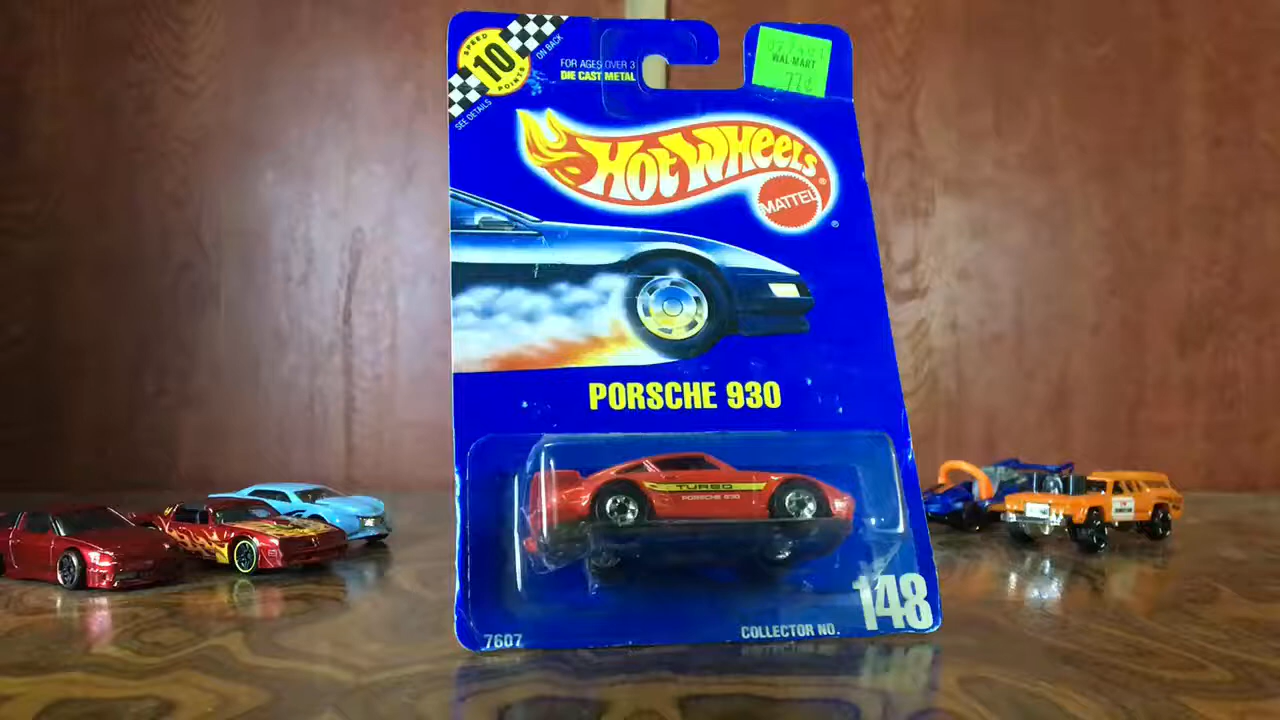 SPEED
10
POINTS
ON BACK
SEE DETAILS
FOR AGES OVER 3
DIE CAST METAL
WAL-MART
77¢
HOT WHEELS
MATTEL
®
PORSCHE 930
TURBO
PORSCHE 930
7607
COLLECTOR NO.
148